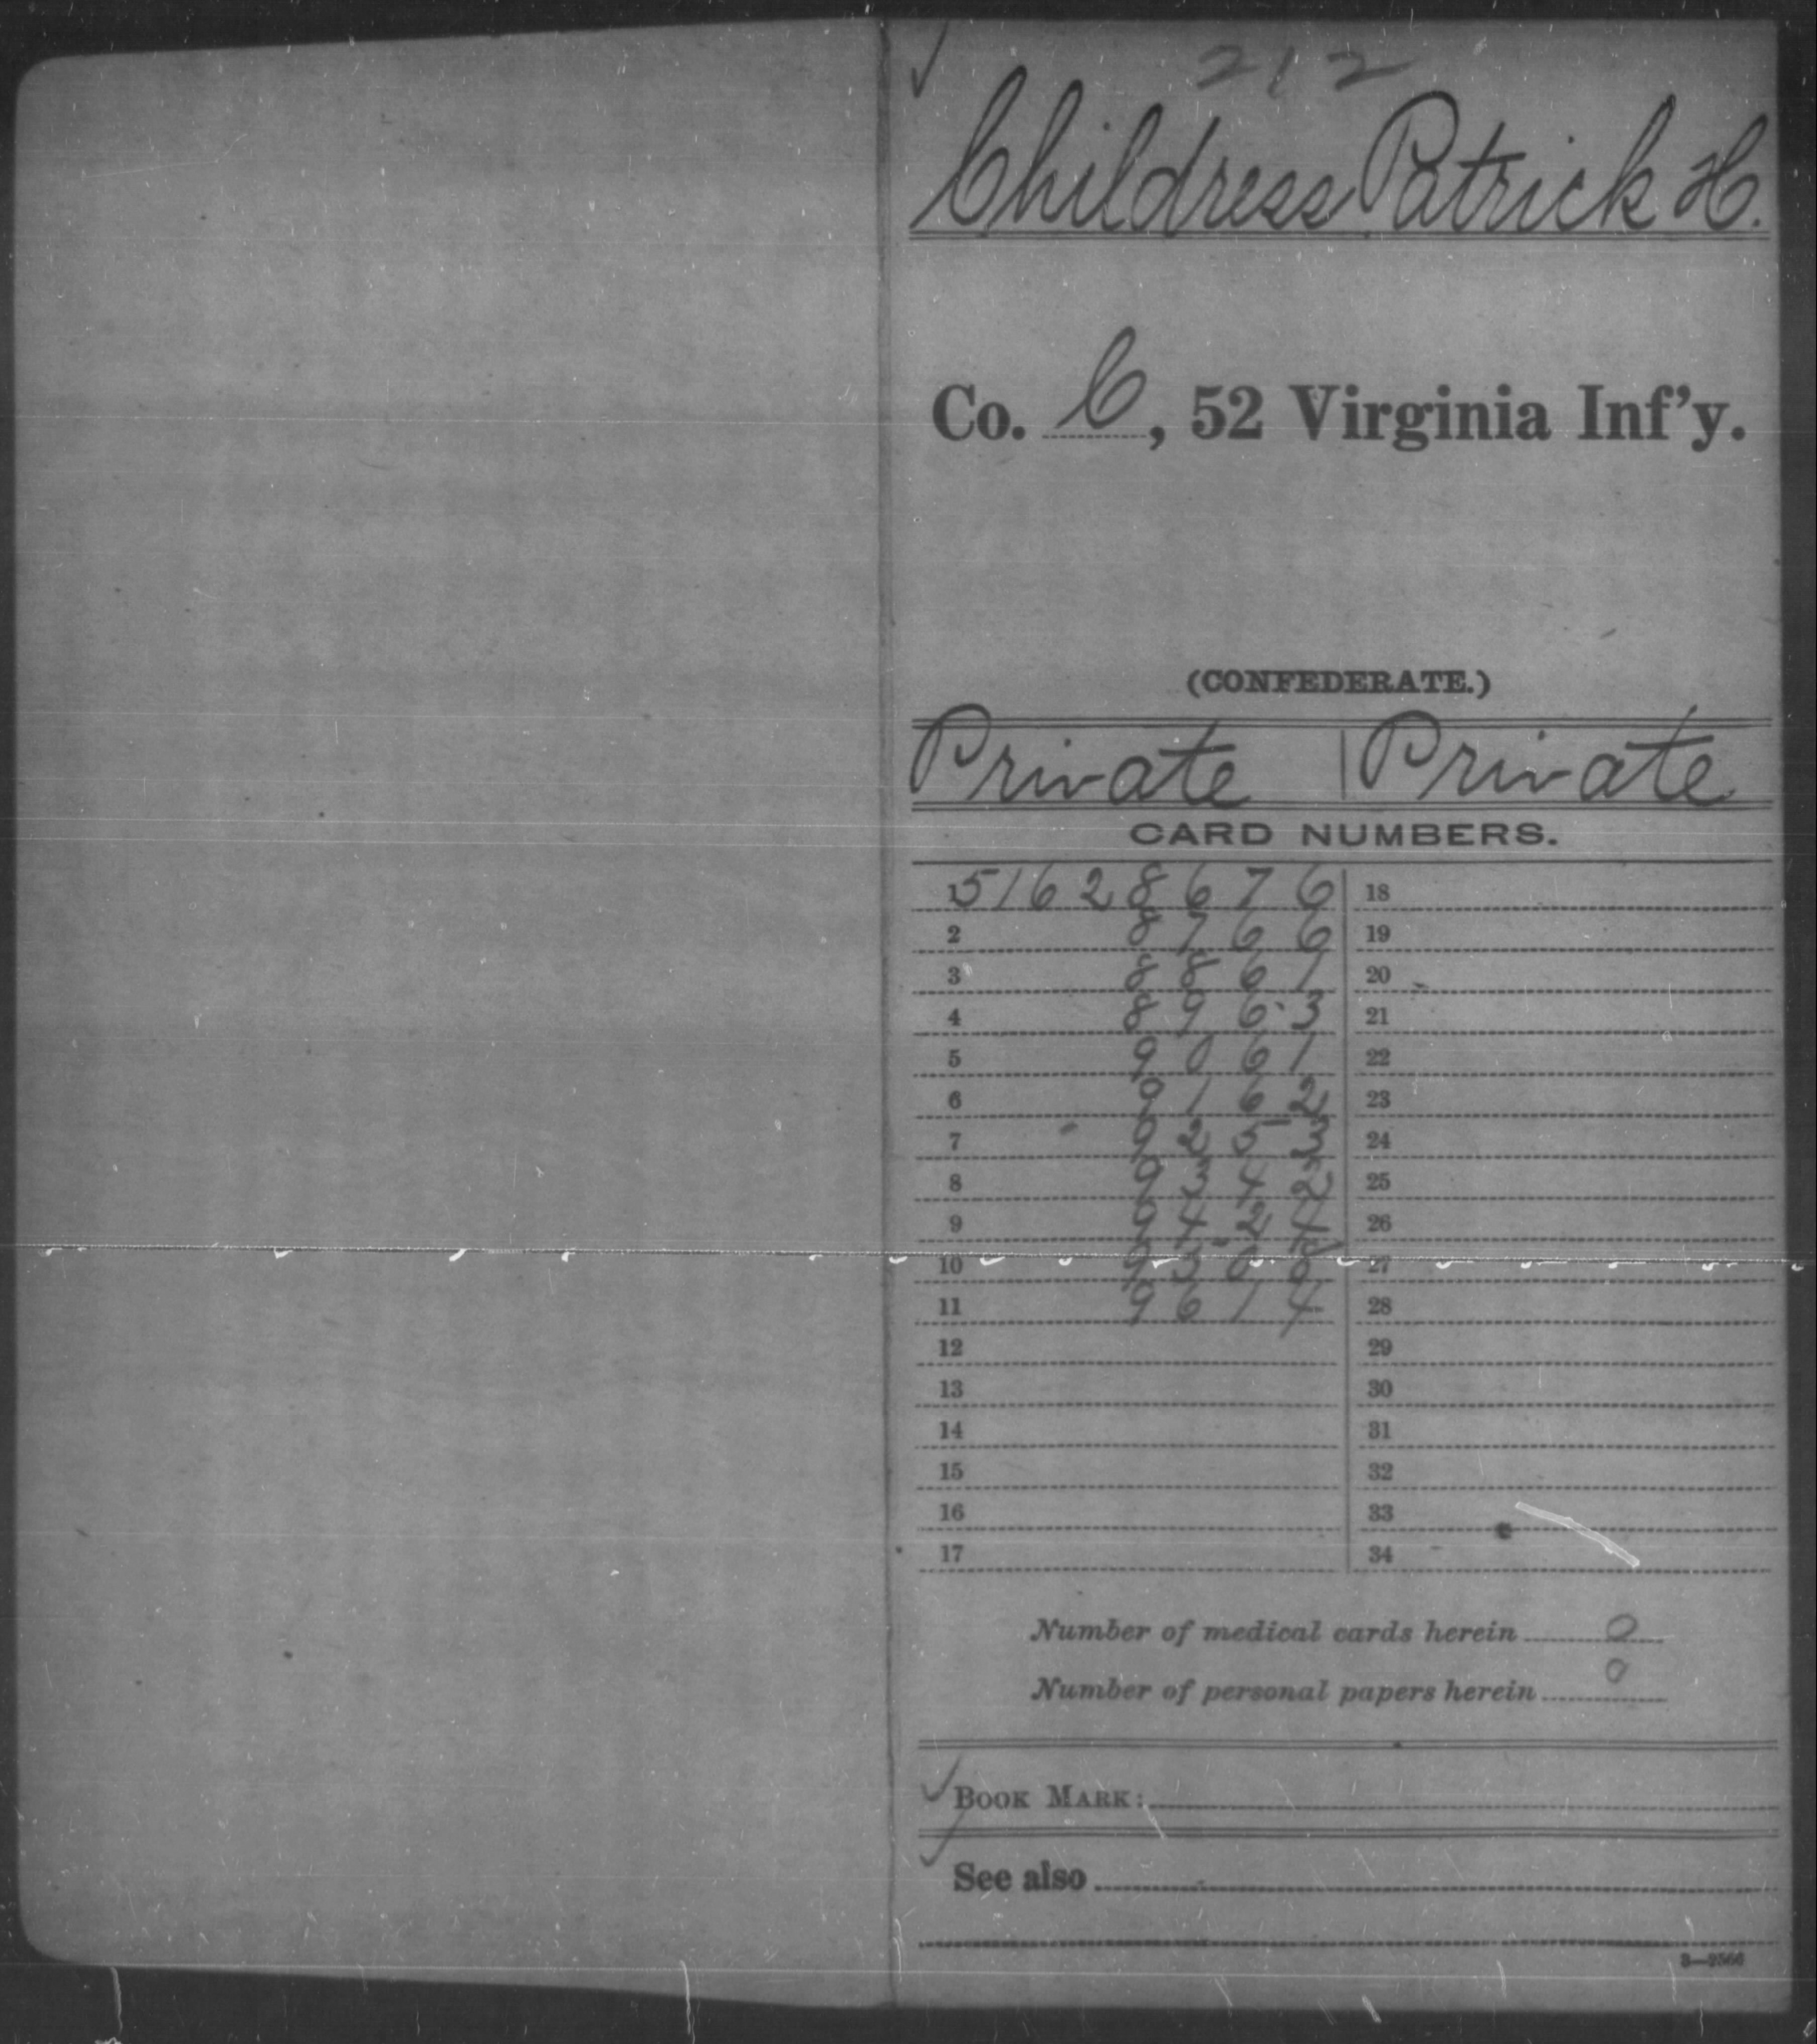 212
Childress Patrick H.
Co. C, 52 Virginia Inf'y.
(CONFEDERATE.)
Private | Private
CARD NUMBERS.
1 51628676 18
2 8766 19
3 8861 20
4 8963 21
5 9061 22
6 9162 23
7 9253 24
8 9342 25
9 9424 26
10 27
11 9614 28
12 29
13 30
14 31
15 32
16 33
17 34
Number of medical cards herein 0
Number of personal papers herein 0
BOOK MARK:
See also